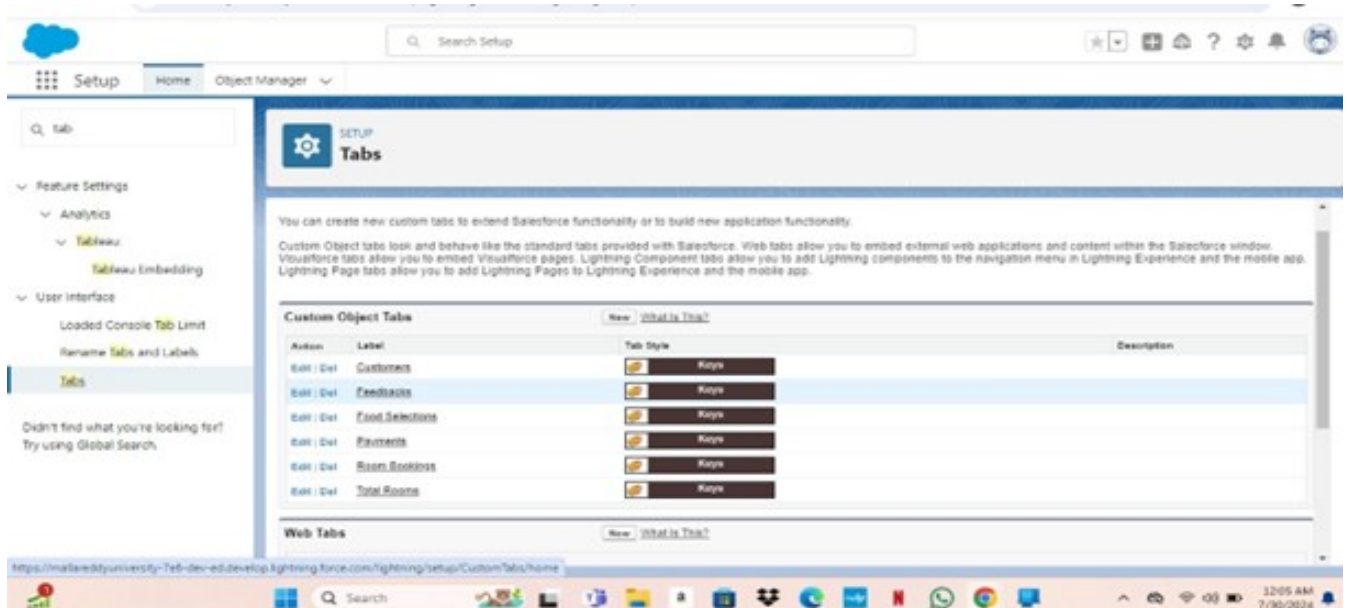 Search Setup
Setup
Home
Object Manager
tab
Feature Settings
Analytics
Tableau
Tableau Embedding
User Interface
Loaded Console Tab Limit
Rename Tabs and Labels
Tabs
Didn't find what you're looking for?
Try using Global Search.
SETUP
Tabs
You can create new custom tabs to extend Salesforce functionality or to build new application functionality.
Custom Object tabs look and behave like the standard tabs provided with Salesforce. Web tabs allow you to embed external web applications and content within the Salesforce window.
Visualforce tabs allow you to embed Visualforce pages. Lightning Component tabs allow you to add Lightning components to the navigation menu in Lightning Experience and the mobile app.
Lightning Page tabs allow you to add Lightning Pages to Lightning Experience and the mobile app.
Custom Object Tabs New What Is This?
Action Label Tab Style Description
Edit | Del Customers Keys
Edit | Del Feedbacks Keys
Edit | Del Food Selections Keys
Edit | Del Payments Keys
Edit | Del Room Bookings Keys
Edit | Del Total Rooms Keys
Web Tabs New What Is This?
https://mallareddyuniversity-7e6-dev-ed.develop.lightning.force.com/lightning/setup/CustomTabs/home
Search
12:05 AM
7/30/2024